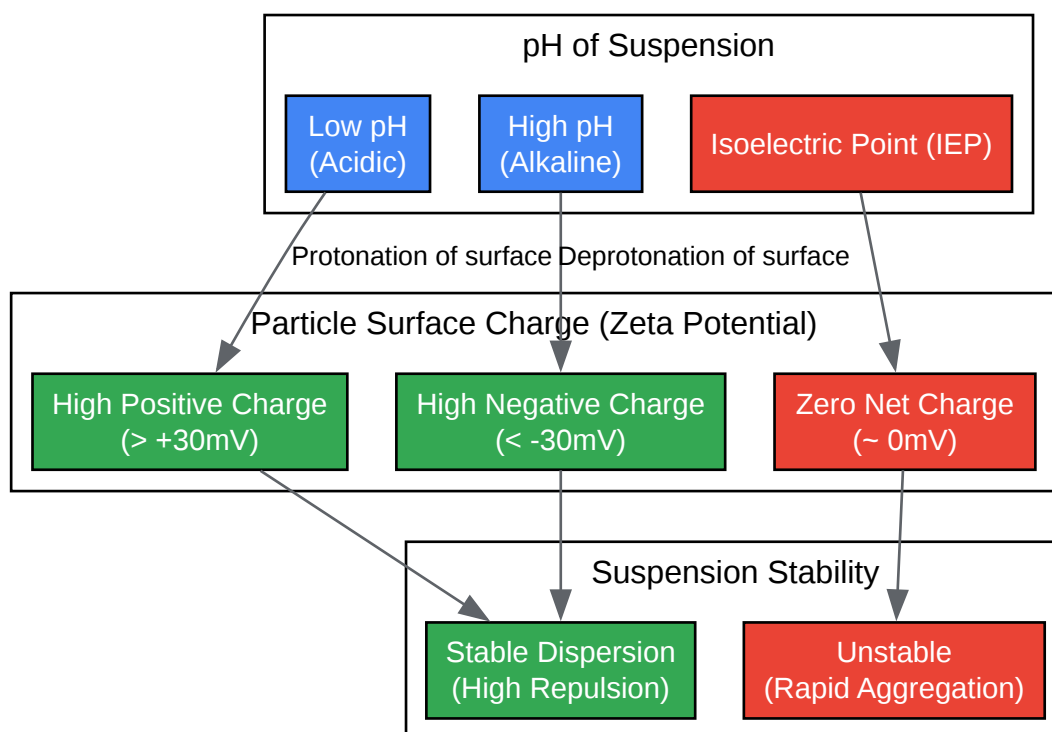 pH of Suspension
Low pH
(Acidic)
High pH
(Alkaline)
Isoelectric Point (IEP)
Protonation of surface
Deprotonation of surface
Particle Surface Charge (Zeta Potential)
High Positive Charge
(> +30mV)
High Negative Charge
(< -30mV)
Zero Net Charge
(~ 0mV)
Suspension Stability
Stable Dispersion
(High Repulsion)
Unstable
(Rapid Aggregation)